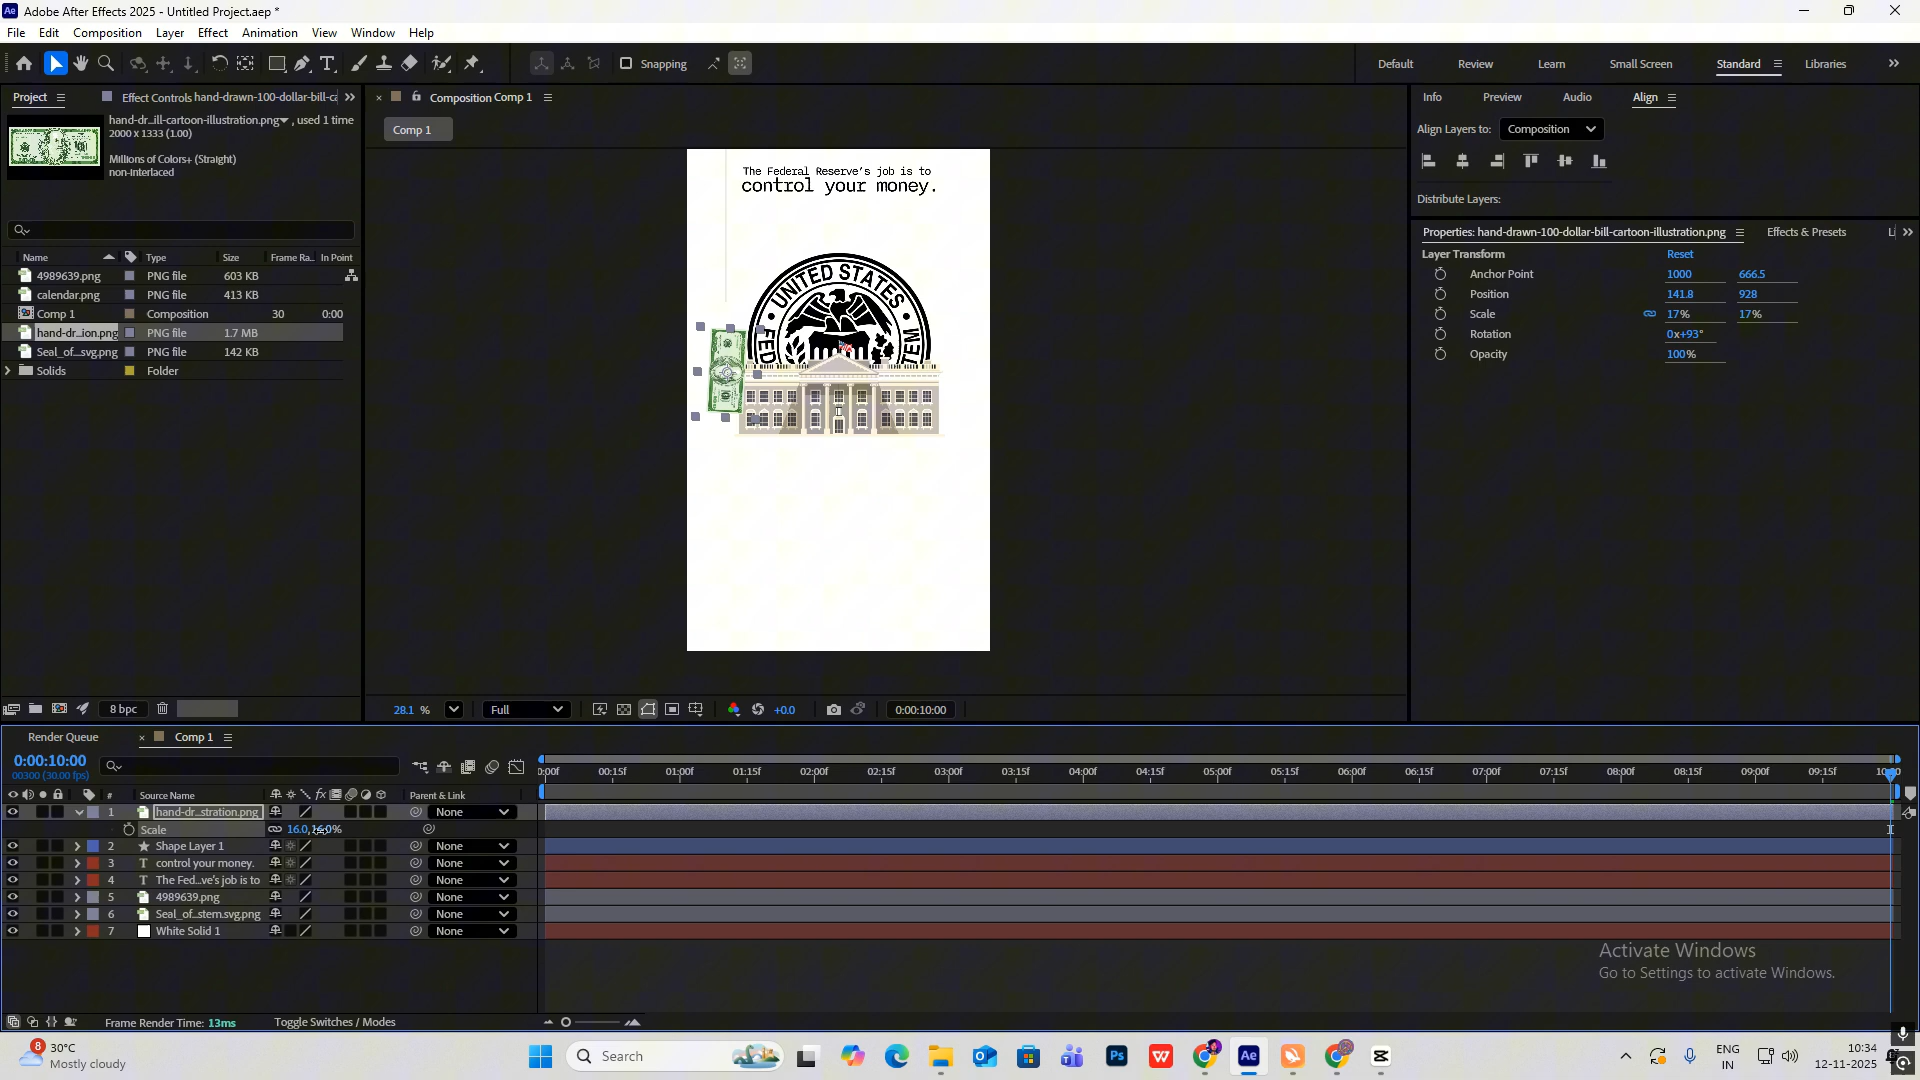 Adobe After Effects 2025 - Untitled Project.aep *
File Edit Composition Layer Effect Animation View Window Help
Snapping
Default Review Learn Small Screen Standard Libraries
Project
Effect Controls hand-drawn-100-dollar-bill-ca
hand-dr...ill-cartoon-illustration.png , used 1 time
2000 x 1333 (1.00)
Millions of Colors+ (Straight)
non-interlaced
Name Type Size Frame Ra... In Point
4989639.png PNG file 603 KB
calendar.png PNG file 413 KB
Comp 1 Composition 30 0:00
hand-dr...ion.png PNG file 1.7 MB
Seal_of...svg.png PNG file 142 KB
Solids Folder
8 bpc
Composition Comp 1
Comp 1
The Federal Reserve's job is to
control your money.
UNITED STATES
28.1 % Full +0.0 0:00:10:00
Info Preview Audio Align
Align Layers to: Composition
Distribute Layers:
Properties: hand-drawn-100-dollar-bill-cartoon-illustration.png Effects & Presets
Layer Transform Reset
Anchor Point 1000 666.5
Position 141.8 928
Scale 17% 17%
Rotation 0x+93°
Opacity 100%
Render Queue Comp 1
0:00:10:00
00300 (30.00 fps)
:00f 00:15f 01:00f 01:15f 02:00f 02:15f 03:00f 03:15f 04:00f 04:15f 05:00f 05:15f 06:00f 06:15f 07:00f 07:15f 08:00f 08:15f 09:00f 09:15f
# Source Name Parent & Link
1 hand-dr...stration.png None
Scale
2 Shape Layer 1 None
3 T control your money. None
4 T The Fed...ve's job is to None
5 4989639.png None
6 Seal_of...stem.svg.png None
7 White Solid 1 None
Frame Render Time: 13ms Toggle Switches / Modes
Activate Windows
Go to Settings to activate Windows.
8 30°C
Mostly cloudy
Search
ENG
IN
10:34
12-11-2025